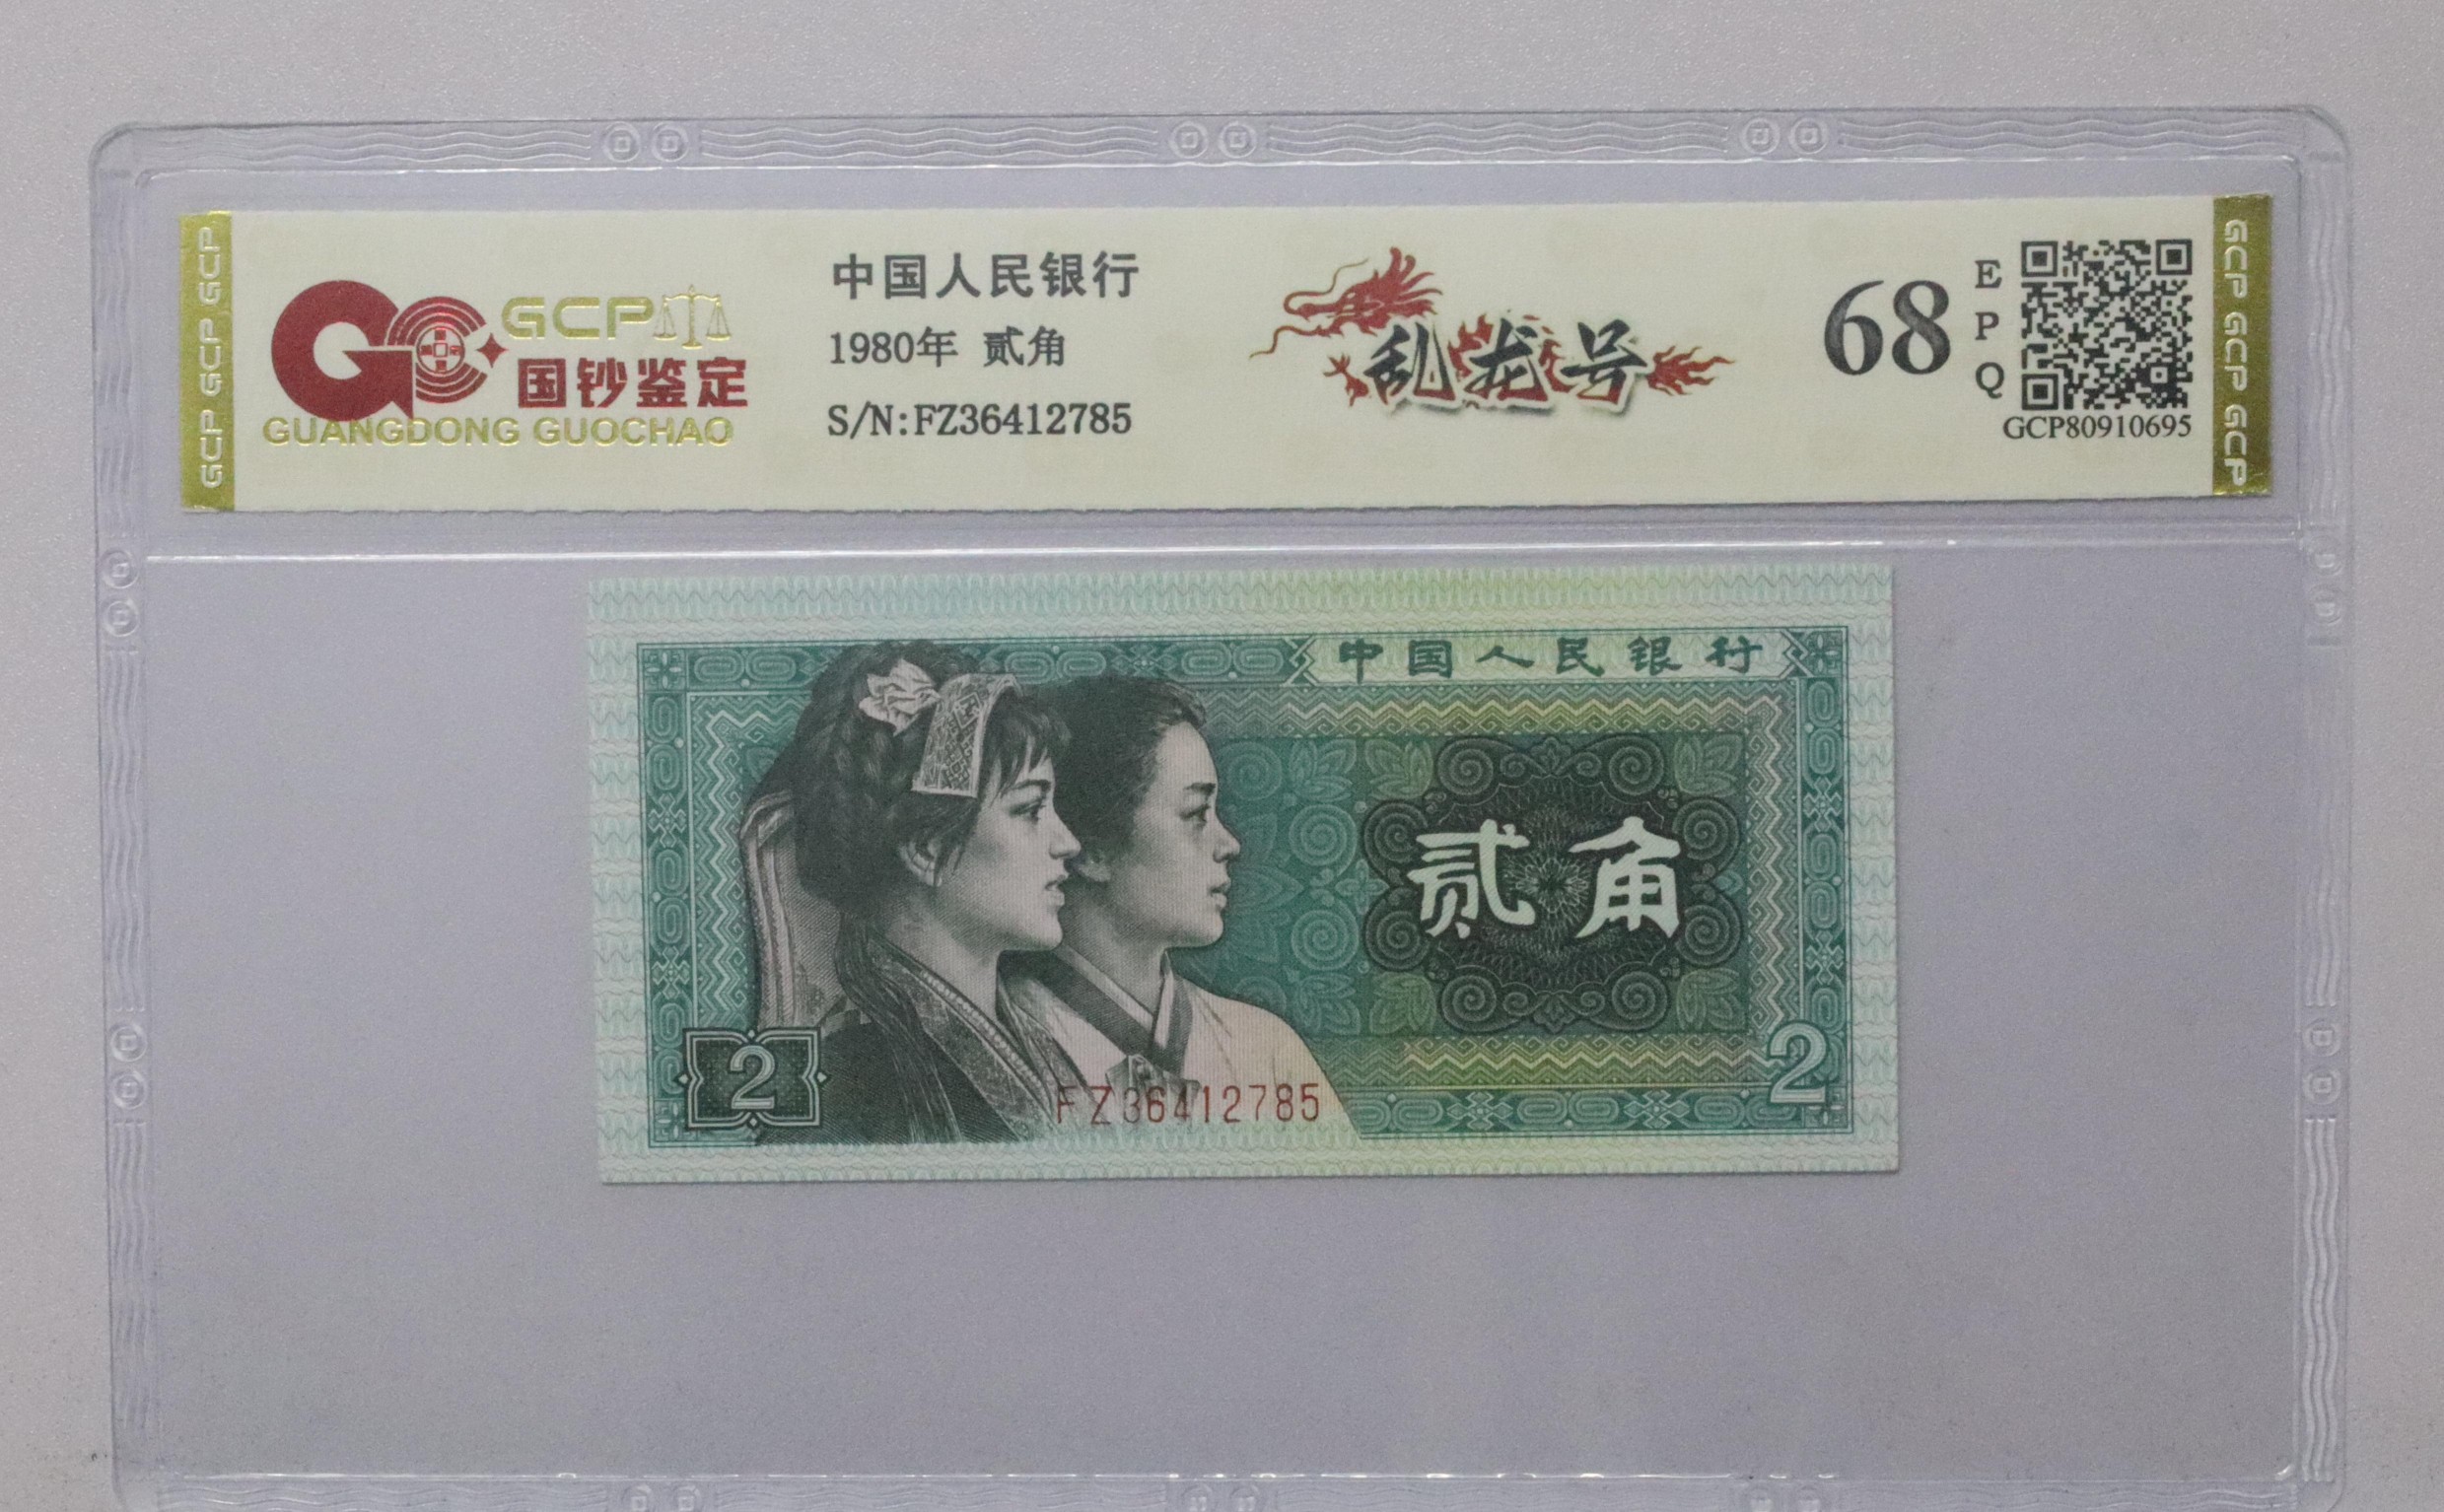 GCP GCP GCP
GCP
国钞鉴定
GUANGDONG GUOCHAO
中国人民银行
1980年 贰角
S/N:FZ36412785
乱龙号
68
E
P
Q
GCP80910695
GCP GCP GCP
中国人民银行
贰角
2
FZ36412785
2